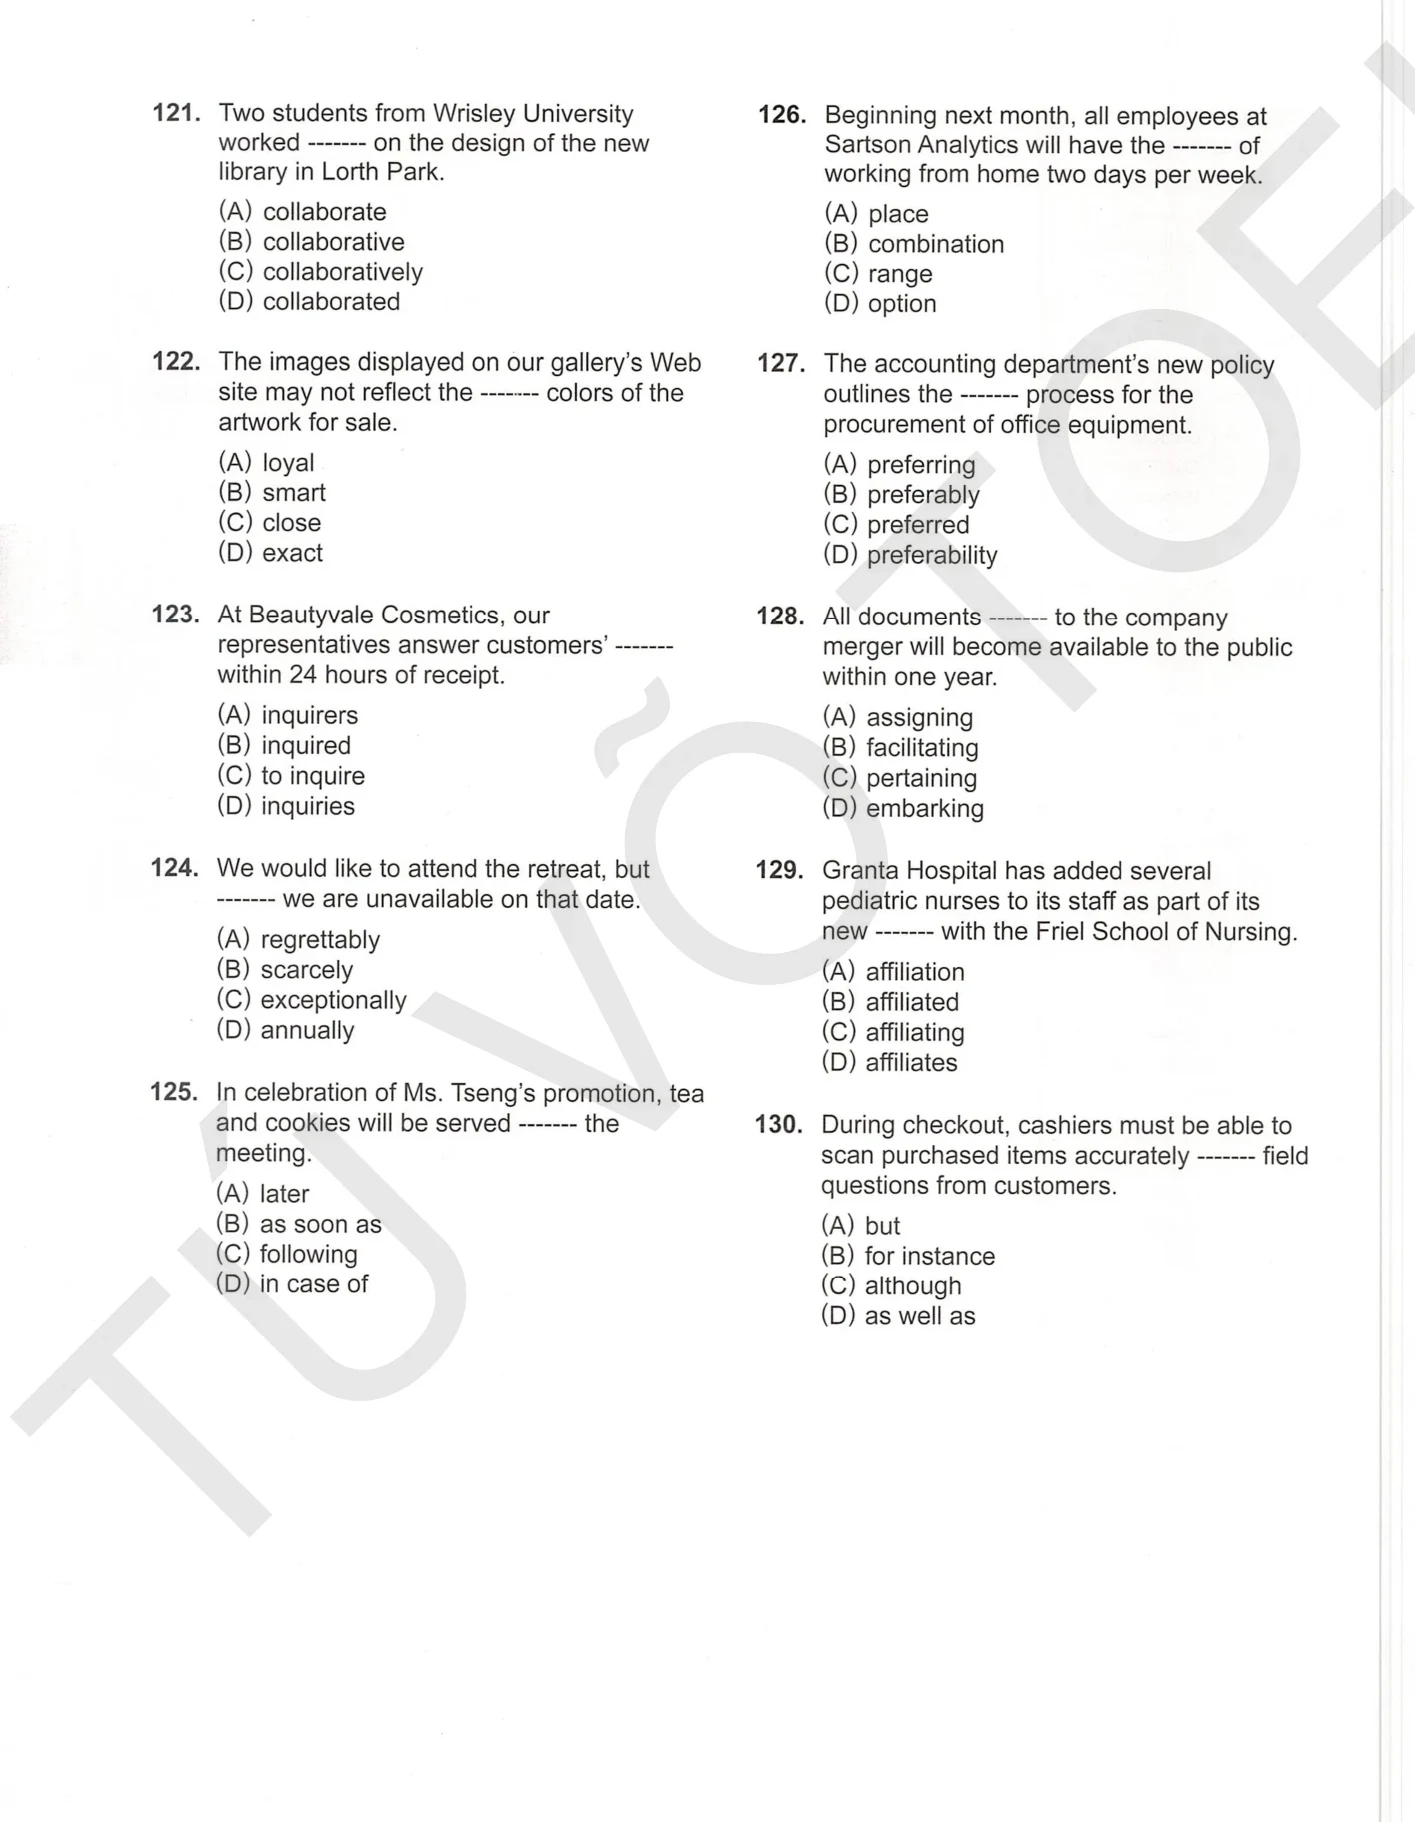 121. Two students from Wrisley University
worked ------- on the design of the new
library in Lorth Park.
(A) collaborate
(B) collaborative
(C) collaboratively
(D) collaborated
122. The images displayed on our gallery's Web
site may not reflect the ------- colors of the
artwork for sale.
(A) loyal
(B) smart
(C) close
(D) exact
123. At Beautyvale Cosmetics, our
representatives answer customers' -------
within 24 hours of receipt.
(A) inquirers
(B) inquired
(C) to inquire
(D) inquiries
124. We would like to attend the retreat, but
------- we are unavailable on that date.
(A) regrettably
(B) scarcely
(C) exceptionally
(D) annually
125. In celebration of Ms. Tseng's promotion, tea
and cookies will be served ------- the
meeting.
(A) later
(B) as soon as
(C) following
(D) in case of
126. Beginning next month, all employees at
Sartson Analytics will have the ------- of
working from home two days per week.
(A) place
(B) combination
(C) range
(D) option
127. The accounting department's new policy
outlines the ------- process for the
procurement of office equipment.
(A) preferring
(B) preferably
(C) preferred
(D) preferability
128. All documents ------- to the company
merger will become available to the public
within one year.
(A) assigning
(B) facilitating
(C) pertaining
(D) embarking
129. Granta Hospital has added several
pediatric nurses to its staff as part of its
new ------- with the Friel School of Nursing.
(A) affiliation
(B) affiliated
(C) affiliating
(D) affiliates
130. During checkout, cashiers must be able to
scan purchased items accurately ------- field
questions from customers.
(A) but
(B) for instance
(C) although
(D) as well as
TÚ VÕ TOEI